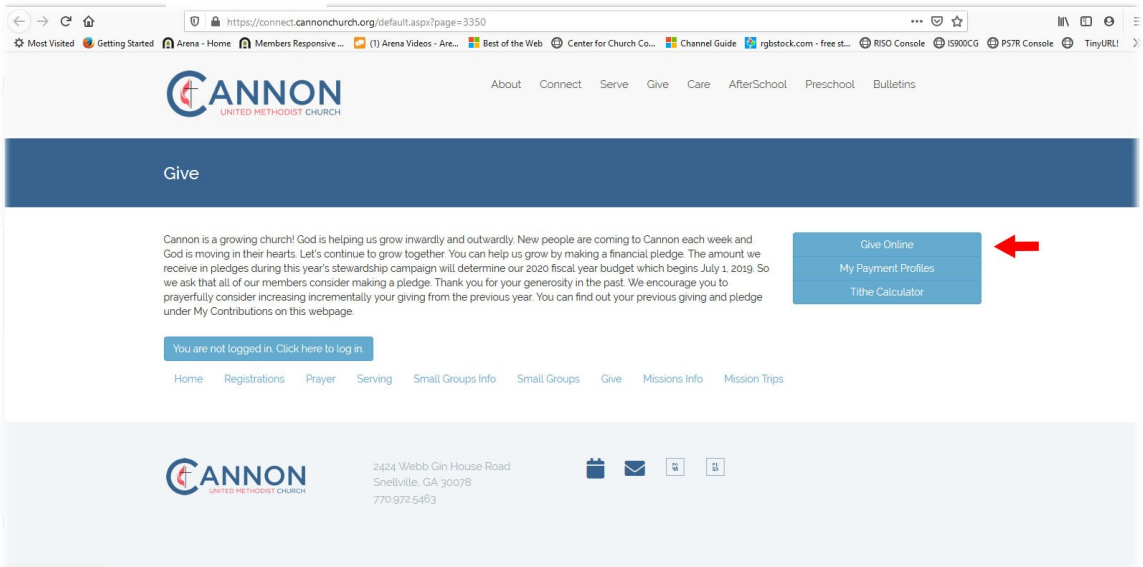 https://connect.cannonchurch.org/default.aspx?page=3350
Most Visited Getting Started Arena - Home Members Responsive ... (1) Arena Videos - Are... Best of the Web Center for Church Co... Channel Guide rgbstock.com - free st... RISO Console IS900CG PS7R Console TinyURL!
CANNON
UNITED METHODIST CHURCH
About Connect Serve Give Care AfterSchool Preschool Bulletins
Give
Cannon is a growing church! God is helping us grow inwardly and outwardly. New people are coming to Cannon each week and
God is moving in their hearts. Let's continue to grow together. You can help us grow by making a financial pledge. The amount we
receive in pledges during this year's stewardship campaign will determine our 2020 fiscal year budget which begins July 1, 2019. So
we ask that all of our members consider making a pledge. Thank you for your generosity in the past. We encourage you to
prayerfully consider increasing incrementally your giving from the previous year. You can find out your previous giving and pledge
under My Contributions on this webpage.
Give Online
My Payment Profiles
Tithe Calculator
You are not logged in. Click here to log in.
Home Registrations Prayer Serving Small Groups Info Small Groups Give Missions Info Mission Trips
CANNON
UNITED METHODIST CHURCH
2424 Webb Gin House Road
Snellville, GA 30078
770.972.5463